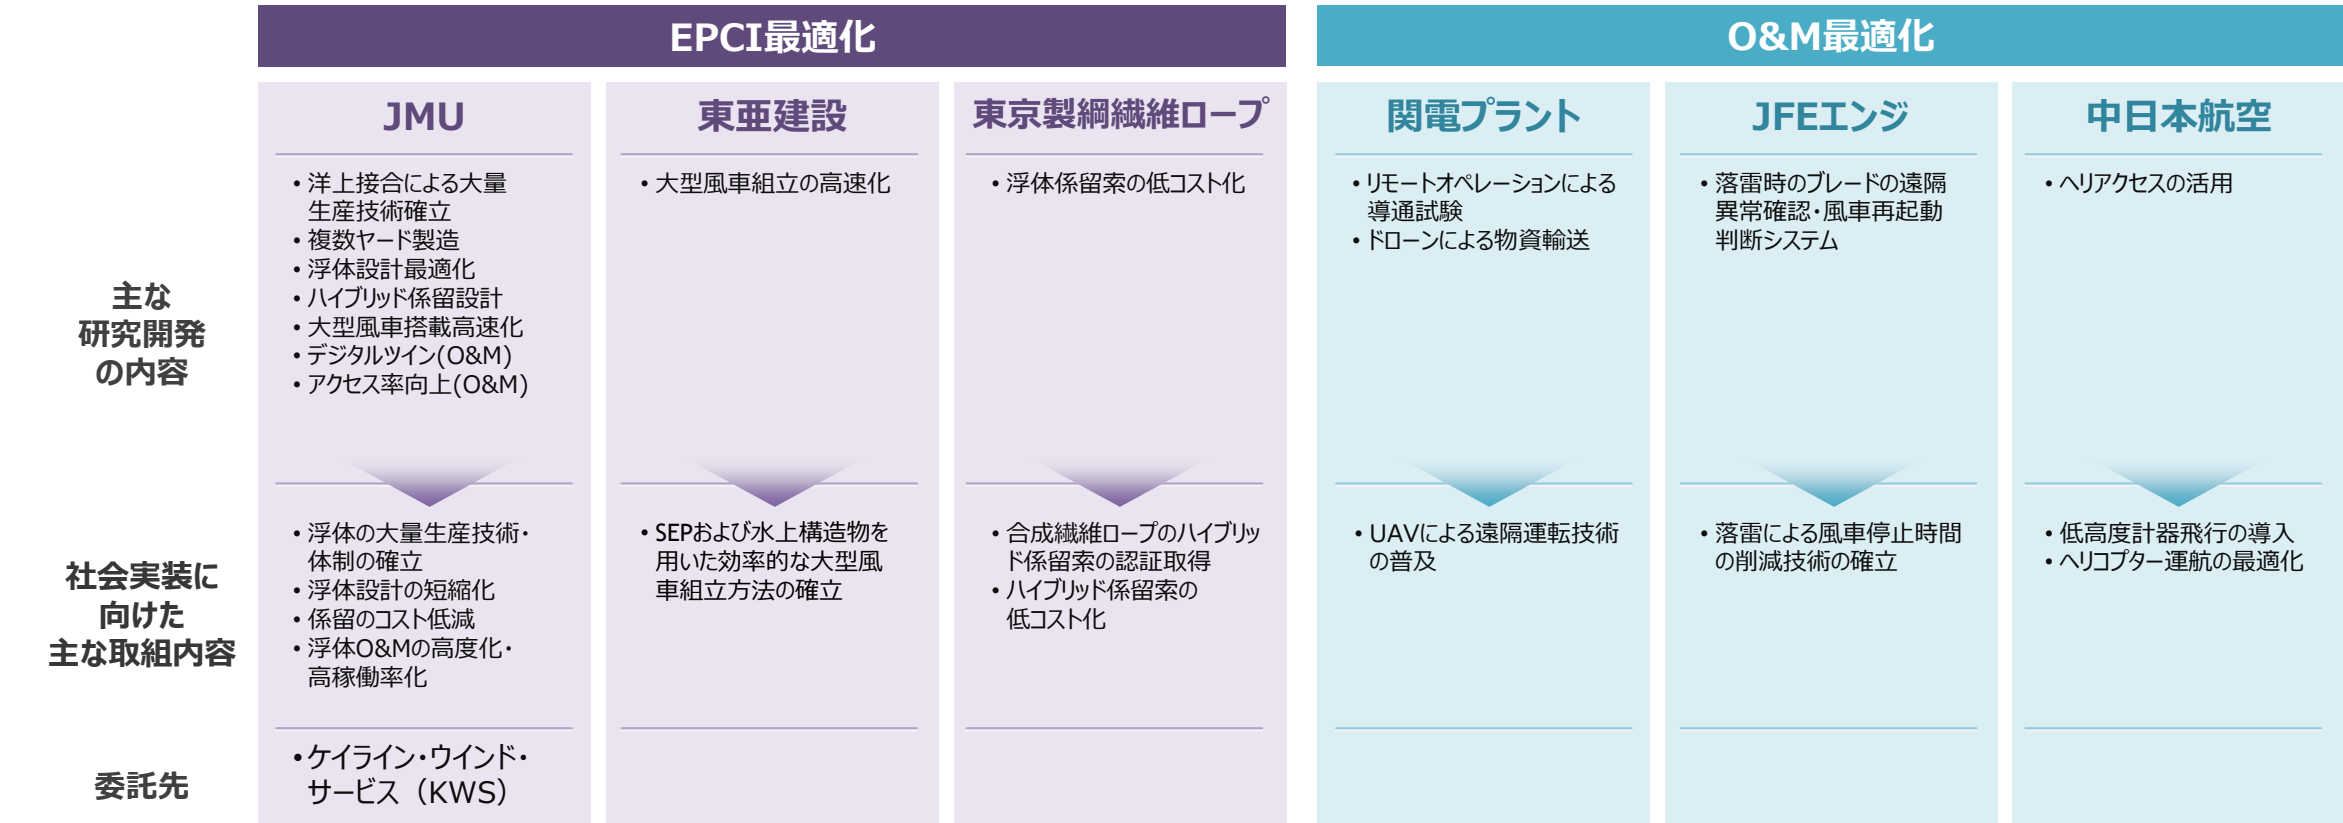 EPCI最適化
O&M最適化
JMU
東亜建設
東京製綱繊維ロープ
関電プラント
JFEエンジ
中日本航空
主な
研究開発
の内容
• 洋上接合による大量
生産技術確立
• 複数ヤード製造
• 浮体設計最適化
• ハイブリッド係留設計
• 大型風車搭載高速化
• デジタルツイン(O&M)
• アクセス率向上(O&M)
• 大型風車組立の高速化
• 浮体係留索の低コスト化
• リモートオペレーションによる
導通試験
• ドローンによる物資輸送
• 落雷時のブレードの遠隔
異常確認・風車再起動
判断システム
• ヘリアクセスの活用
社会実装に
向けた
主な取組内容
• 浮体の大量生産技術・
体制の確立
• 浮体設計の短縮化
• 係留のコスト低減
• 浮体O&Mの高度化・
高稼働率化
• SEPおよび水上構造物を
用いた効率的な大型風
車組立方法の確立
• 合成繊維ロープのハイブリッ
ド係留索の認証取得
• ハイブリッド係留索の
低コスト化
• UAVによる遠隔運転技術
の普及
• 落雷による風車停止時間
の削減技術の確立
• 低高度計器飛行の導入
• ヘリコプター運航の最適化
委託先
• ケイライン・ウインド・
サービス（KWS）